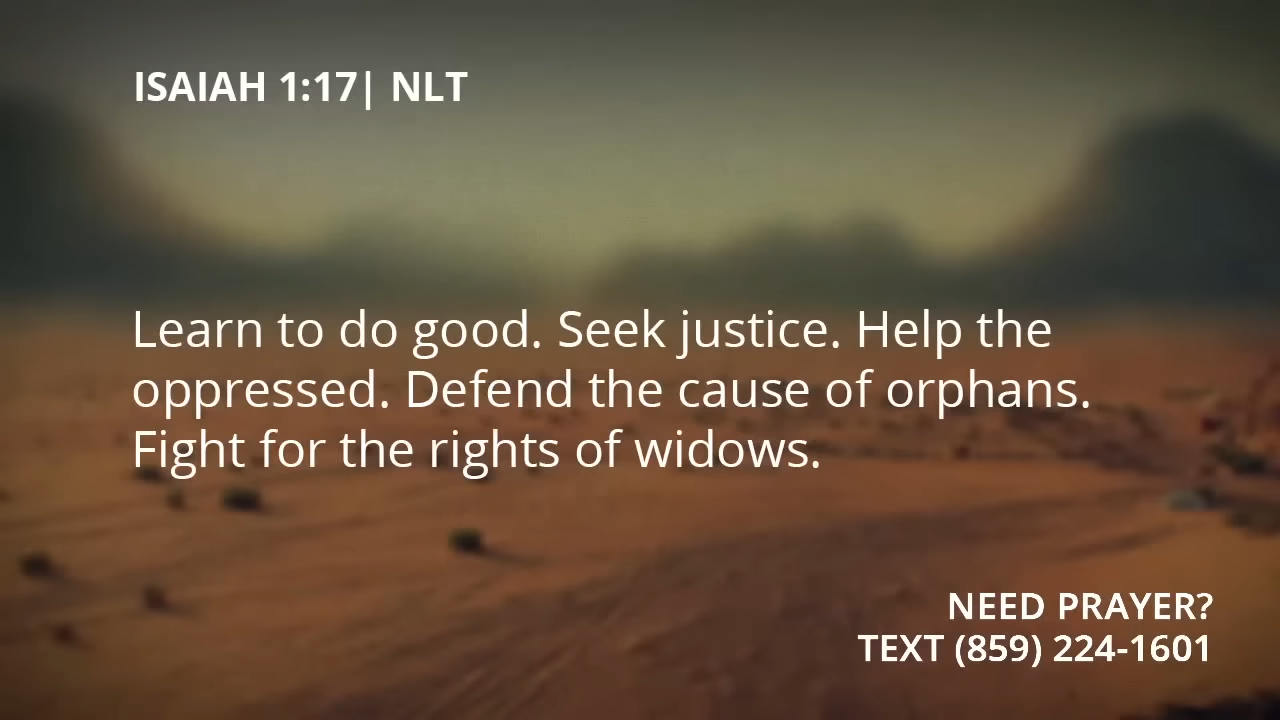 ISAIAH 1:17| NLT
Learn to do good. Seek justice. Help the
oppressed. Defend the cause of orphans.
Fight for the rights of widows.
NEED PRAYER?
TEXT (859) 224-1601